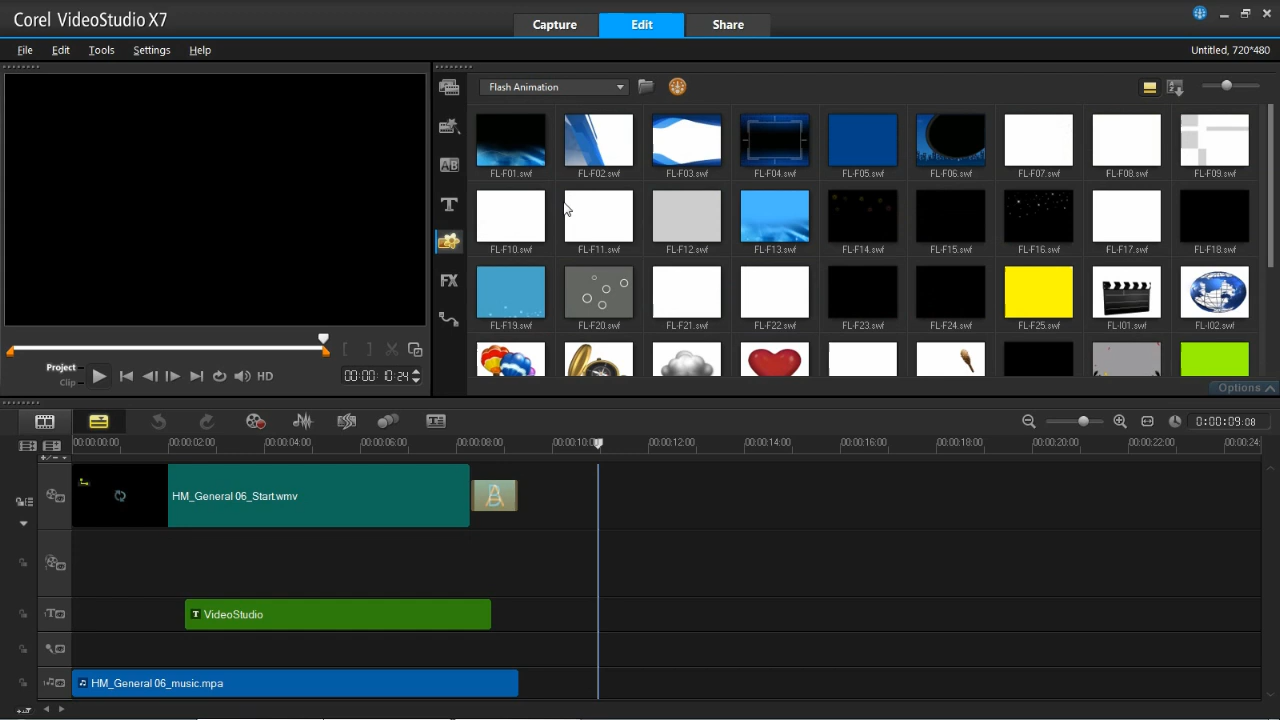 Corel VideoStudio X7
Capture
Edit
Share
File
Edit
Tools
Settings
Help
Untitled, 720*480
Flash Animation
FL-F01.swf
FL-F02.swf
FL-F03.swf
FL-F04.swf
FL-F05.swf
FL-F06.swf
FL-F07.swf
FL-F08.swf
FL-F09.swf
AB
T
FL-F10.swf
FL-F11.swf
FL-F12.swf
FL-F13.swf
FL-F14.swf
FL-F15.swf
FL-F16.swf
FL-F17.swf
FL-F18.swf
FX
FL-F19.swf
FL-F20.swf
FL-F21.swf
FL-F22.swf
FL-F23.swf
FL-F24.swf
FL-F25.swf
FL-I01.swf
FL-I02.swf
Project
Clip
HD
00:00:10:24
Options
0:00:09:08
00:00:00:00
00:00:02:00
00:00:04:00
00:00:06:00
00:00:08:00
00:00:10:00
00:00:12:00
00:00:14:00
00:00:16:00
00:00:18:00
00:00:20:00
00:00:22:00
00:00:24:
HM_General 06_Start.wmv
T VideoStudio
HM_General 06_music.mpa